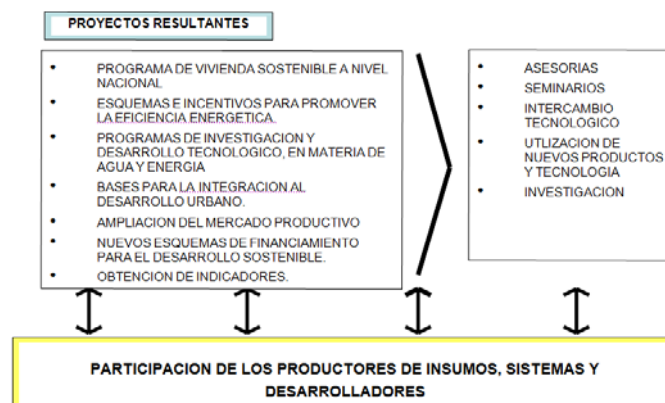 PROYECTOS RESULTANTES
• PROGRAMA DE VIVIENDA SOSTENIBLE A NIVEL
NACIONAL
• ESQUEMAS E INCENTIVOS PARA PROMOVER
LA EFICIENCIA ENERGETICA.
• PROGRAMAS DE INVESTIGACION Y
DESARROLLO TECNOLOGICO, EN MATERIA DE
AGUA Y ENERGIA
• BASES PARA LA INTEGRACION AL
DESARROLLO URBANO.
• AMPLIACION DEL MERCADO PRODUCTIVO
• NUEVOS ESQUEMAS DE FINANCIAMIENTO
PARA EL DESARROLLO SOSTENIBLE.
• OBTENCION DE INDICADORES.
• ASESORIAS
• SEMINARIOS
• INTERCAMBIO
TECNOLOGICO
• UTLIZACION DE
NUEVOS PRODUCTOS
Y TECNOLOGIA
• INVESTIGACION
PARTICIPACION DE LOS PRODUCTORES DE INSUMOS, SISTEMAS Y
DESARROLLADORES